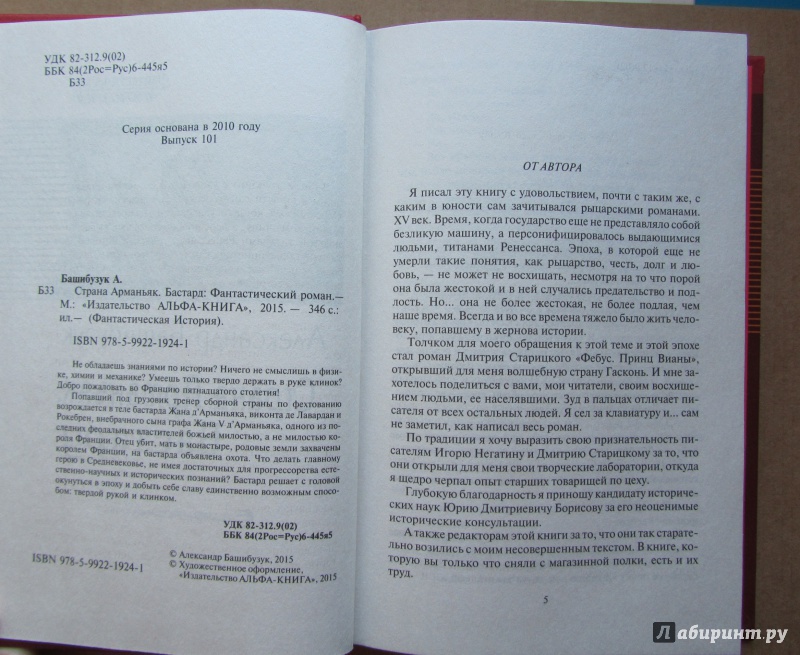 УДК 82-312.9(02)
ББК 84(2Рос=Рус)6-445я5
Б33
Серия основана в 2010 году
Выпуск 101
Башибузук А.
Б33 Страна Арманьяк. Бастард: Фантастический роман.—
М.: «Издательство АЛЬФА-КНИГА», 2015. — 346 с.:
ил.— (Фантастическая История).
ISBN 978-5-9922-1924-1
Не обладаешь знаниями по истории? Ничего не смыслишь в физи-
ке, химии и механике? Умеешь только твердо держать в руке клинок?
Добро пожаловать во Францию пятнадцатого столетия!
Попавший под грузовик тренер сборной страны по фехтованию
возрождается в теле бастарда Жана д'Арманьяка, виконта де Лавардан и
Рокебрен, внебрачного сына графа Жана V д'Арманьяка, одного из по-
следних феодальных властителей божьей милостью, а не милостью ко-
роля Франции. Отец убит, мать в монастыре, родовые земли захвачены
королем Франции, на бастарда объявлена охота. Что делать главному
герою в Средневековье, не имея достаточных для прогрессорства есте-
ственно-научных и исторических познаний? Бастард решает с головой
окунуться в эпоху и добыть себе славу единственно возможным спосо-
бом: твердой рукой и клинком.
УДК 82-312.9(02)
ББК 84(2Рос=Рус)6-445я5
ISBN 978-5-9922-1924-1
© Александр Башибузук, 2015
© Художественное оформление,
«Издательство АЛЬФА-КНИГА», 2015
ОТ АВТОРА
Я писал эту книгу с удовольствием, почти с таким же, с
каким в юности сам зачитывался рыцарскими романами.
XV век. Время, когда государство еще не представляло собой
безликую машину, а персонифицировалось выдающимися
людьми, титанами Ренессанса. Эпоха, в которой еще не
умерли такие понятия, как рыцарство, честь, долг и лю-
бовь, — не может не восхищать, несмотря на то что порой
она была жестокой и в ней случались предательство и под-
лость. Но... она не более жестокая, не более подлая, чем
наше время. Всегда и во все времена тяжело было жить чело-
веку, попавшему в жернова истории.
Толчком для моего обращения к этой теме и этой эпохе
стал роман Дмитрия Старицкого «Фебус. Принц Вианы»,
открывший для меня волшебную страну Гасконь. И мне за-
хотелось поделиться с вами, мои читатели, своим восхище-
нием людьми, ее населявшими. Зуд в пальцах отличает пи-
сателя от всех остальных людей. Я сел за клавиатуру и... сам
не заметил, как написал весь роман.
По традиции я хочу выразить свою признательность пи-
сателям Игорю Негатину и Дмитрию Старицкому за то, что
они открыли для меня свои творческие лаборатории, откуда
я щедро черпал опыт старших товарищей по цеху.
Глубокую благодарность я приношу кандидату историче-
ских наук Юрию Дмитриевичу Борисову за его неоценимые
исторические консультации.
А также редакторам этой книги за то, что они так старате-
льно возились с моим несовершенным текстом. В книге, ко-
торую вы только что сняли с магазинной полки, есть и их
труд.
5
Лабиринт.ру